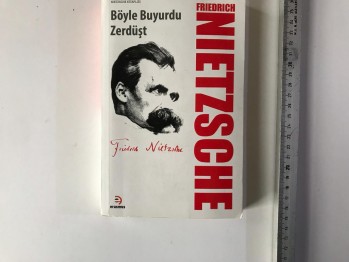 Böyle Buyurdu
Zerdüşt
FRIEDRICH
NIETZSCHE
Friedrich Nietzsche